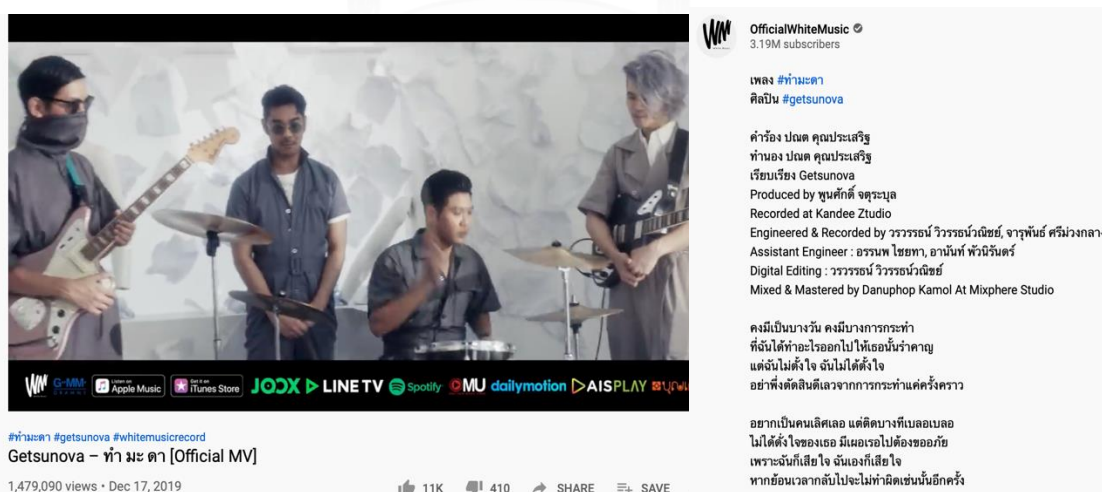 WM G-MM GRAMMY Listen on Apple Music Get it on iTunes Store JOOX LINE TV Spotify MU dailymotion AISPLAY
#ทำมะดา #getsunova #whitemusicrecord
Getsunova – ทำ มะ ดา [Official MV]
1,479,090 views • Dec 17, 2019
11K 410 SHARE SAVE
WM
OfficialWhiteMusic
3.19M subscribers
เพลง #ทำมะดา
ศิลปิน #getsunova
คำร้อง ปณต คุณประเสริฐ
ทำนอง ปณต คุณประเสริฐ
เรียบเรียง Getsunova
Produced by พูนศักดิ์ จตุระบุล
Recorded at Kandee Ztudio
Engineered & Recorded by วรวรรธน์ วิวรรธน์วณิชย์, จารุพันธ์ ศรีม่วงกลาง
Assistant Engineer : อรรนพ ไชยทา, อานันท์ พัวนิรันดร์
Digital Editing : วรวรรธน์ วิวรรธน์วณิชย์
Mixed & Mastered by Danuphop Kamol At Mixphere Studio
คงมีเป็นบางวัน คงมีบางการกระทำ
ที่ฉันได้ทำอะไรออกไป ให้เธอนั้นรำคาญ
แต่ฉันไม่ตั้งใจ ฉันไม่ได้ตั้งใจ
อย่าพึ่งตัดสินดีเลวจากการกระทำแค่ครั้งคราว
อยากเป็นคนเลิศเลอ แต่ติดบางทีเบลอเบลอ
ไม่ได้ดั่งใจของเธอ มีเผอเรอไปต้องขออภัย
เพราะฉันก็เสียใจ ฉันเองก็เสียใจ
หากย้อนเวลากลับไปจะไม่ทำผิดเช่นนั้นอีกครั้ง